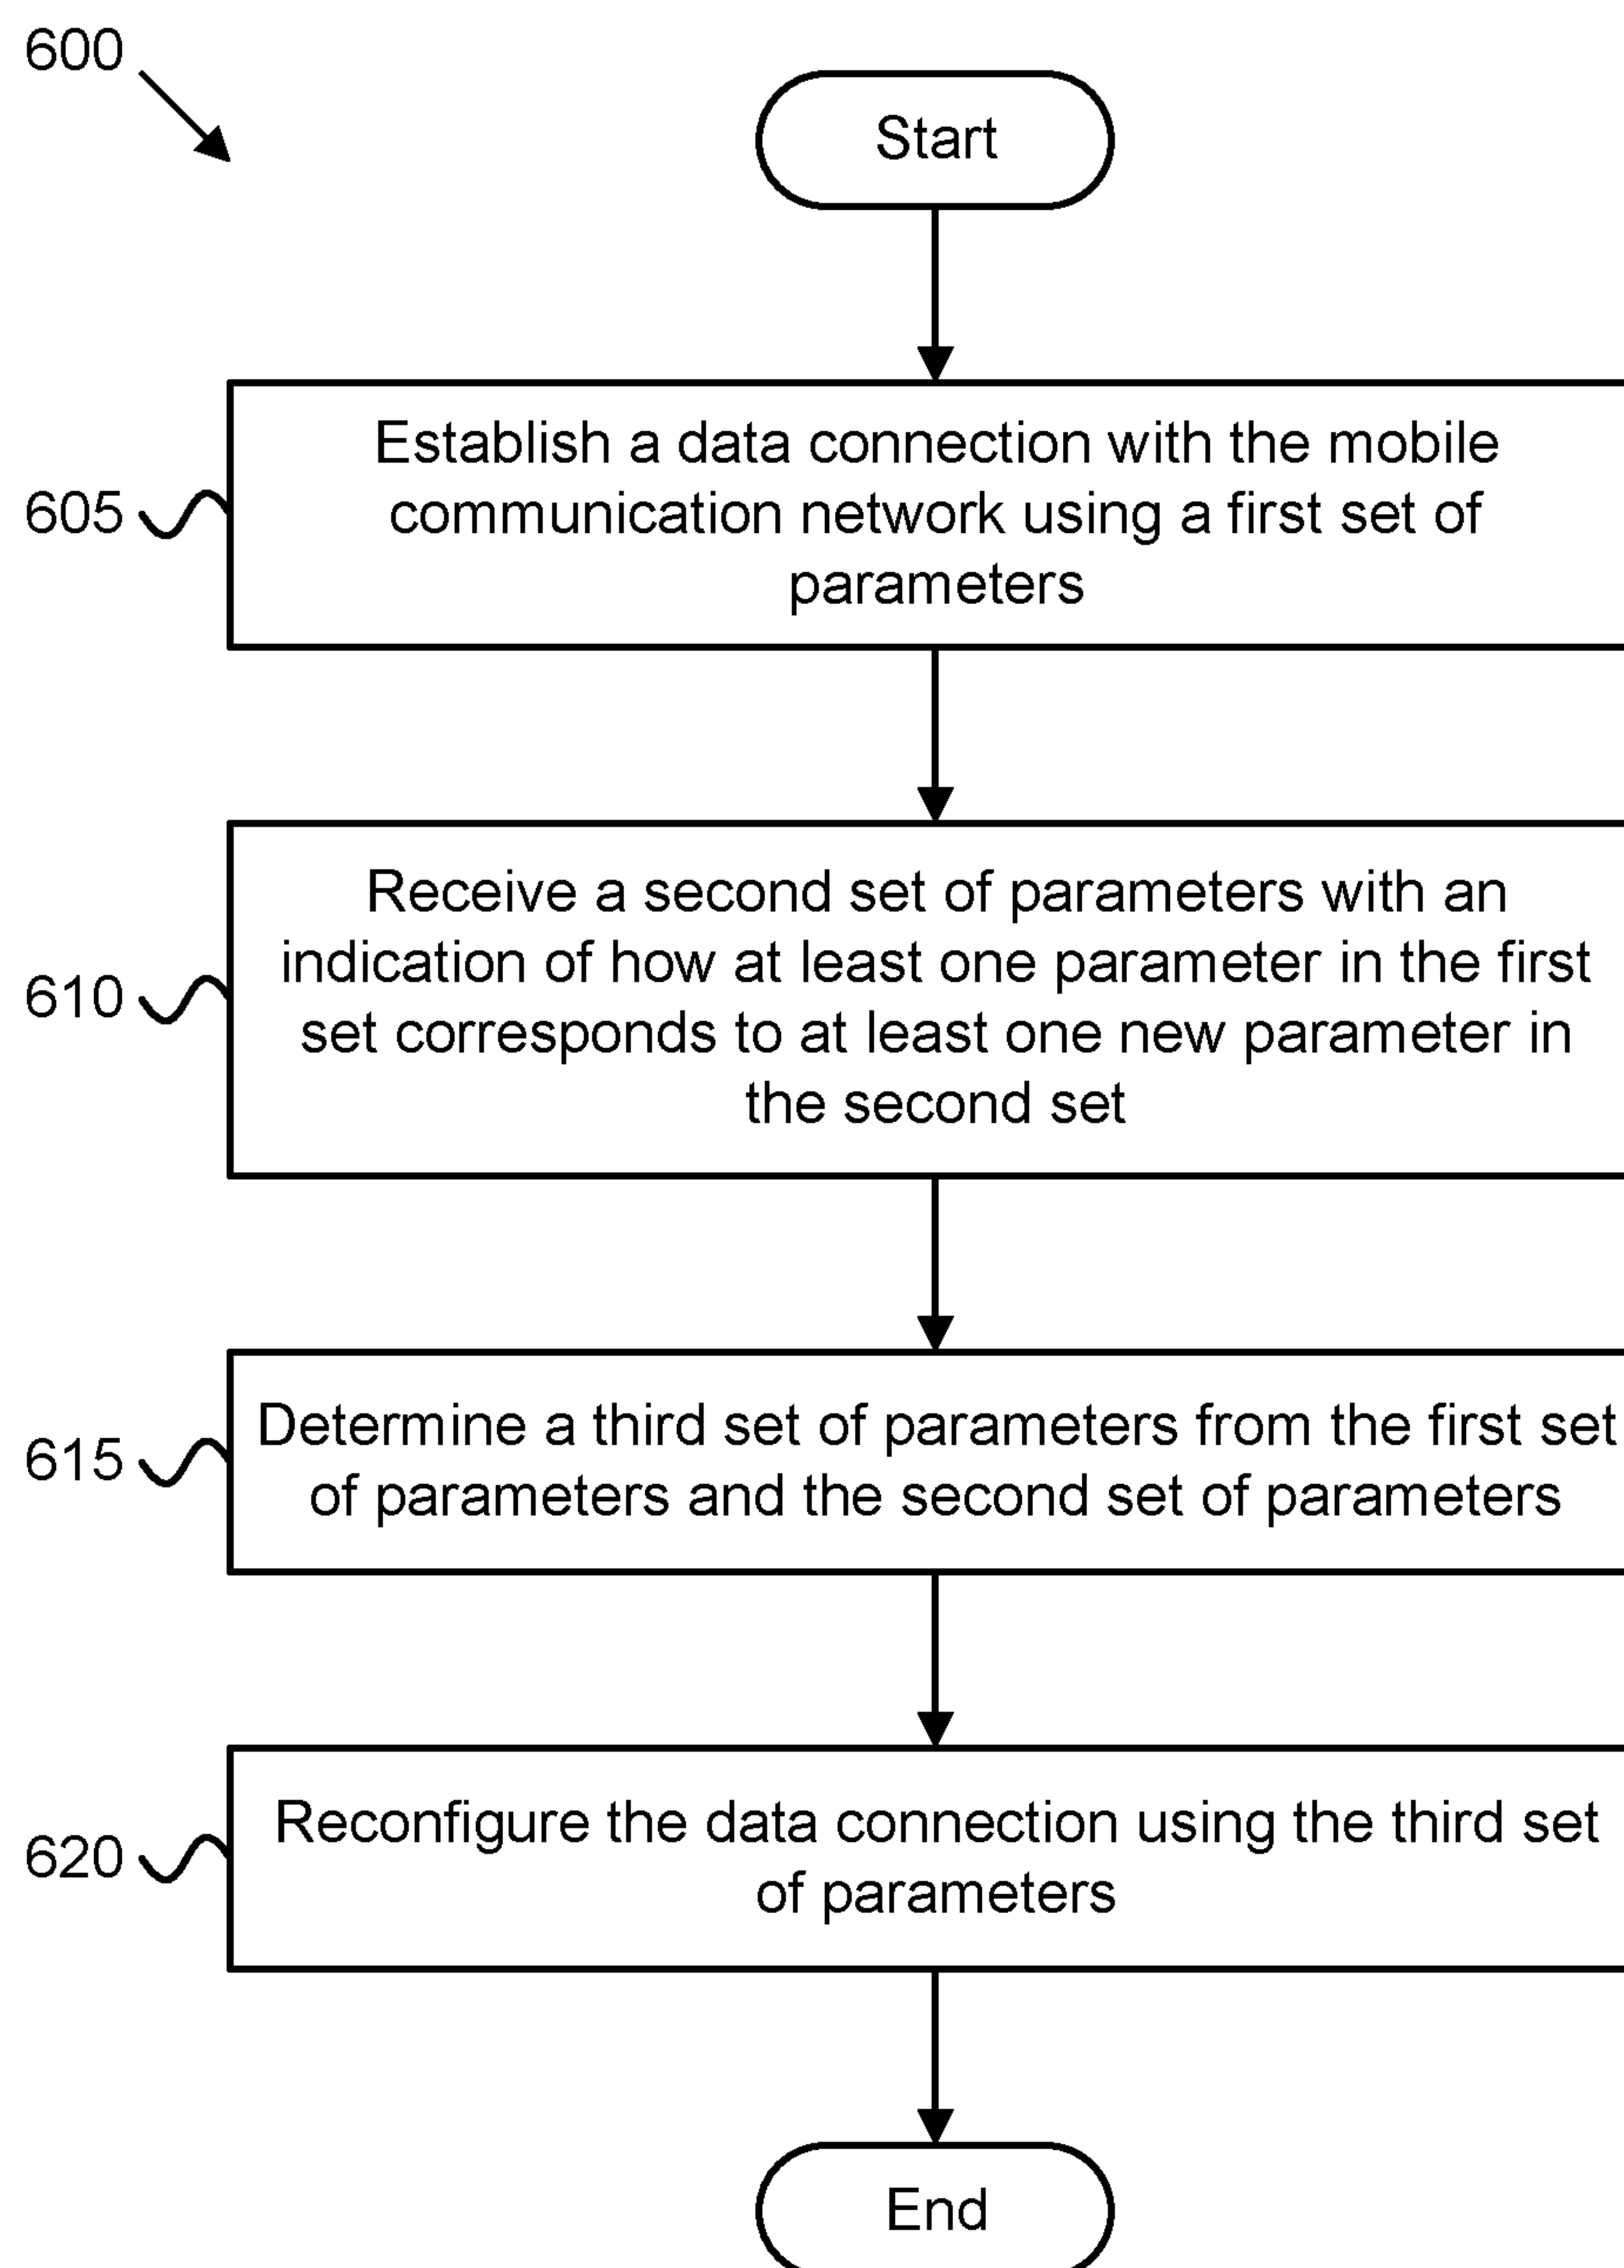 600
Start
605
Establish a data connection with the mobile
communication network using a first set of
parameters
610
Receive a second set of parameters with an
indication of how at least one parameter in the first
set corresponds to at least one new parameter in
the second set
615
Determine a third set of parameters from the first set
of parameters and the second set of parameters
620
Reconfigure the data connection using the third set
of parameters
End